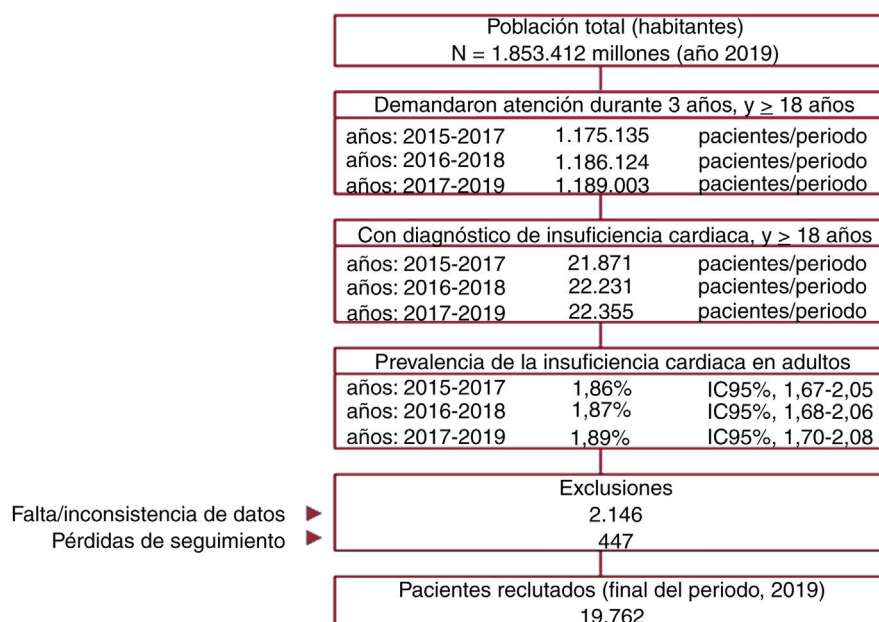 Población total (habitantes)
N = 1.853.412 millones (año 2019)
Demandaron atención durante 3 años, y ≥ 18 años
años: 2015-2017 1.175.135 pacientes/periodo
años: 2016-2018 1.186.124 pacientes/periodo
años: 2017-2019 1.189.003 pacientes/periodo
Con diagnóstico de insuficiencia cardiaca, y ≥ 18 años
años: 2015-2017 21.871 pacientes/periodo
años: 2016-2018 22.231 pacientes/periodo
años: 2017-2019 22.355 pacientes/periodo
Prevalencia de la insuficiencia cardiaca en adultos
años: 2015-2017 1,86% IC95%, 1,67-2,05
años: 2016-2018 1,87% IC95%, 1,68-2,06
años: 2017-2019 1,89% IC95%, 1,70-2,08
Exclusiones
Falta/inconsistencia de datos 2.146
Pérdidas de seguimiento 447
Pacientes reclutados (final del periodo, 2019)
19.762